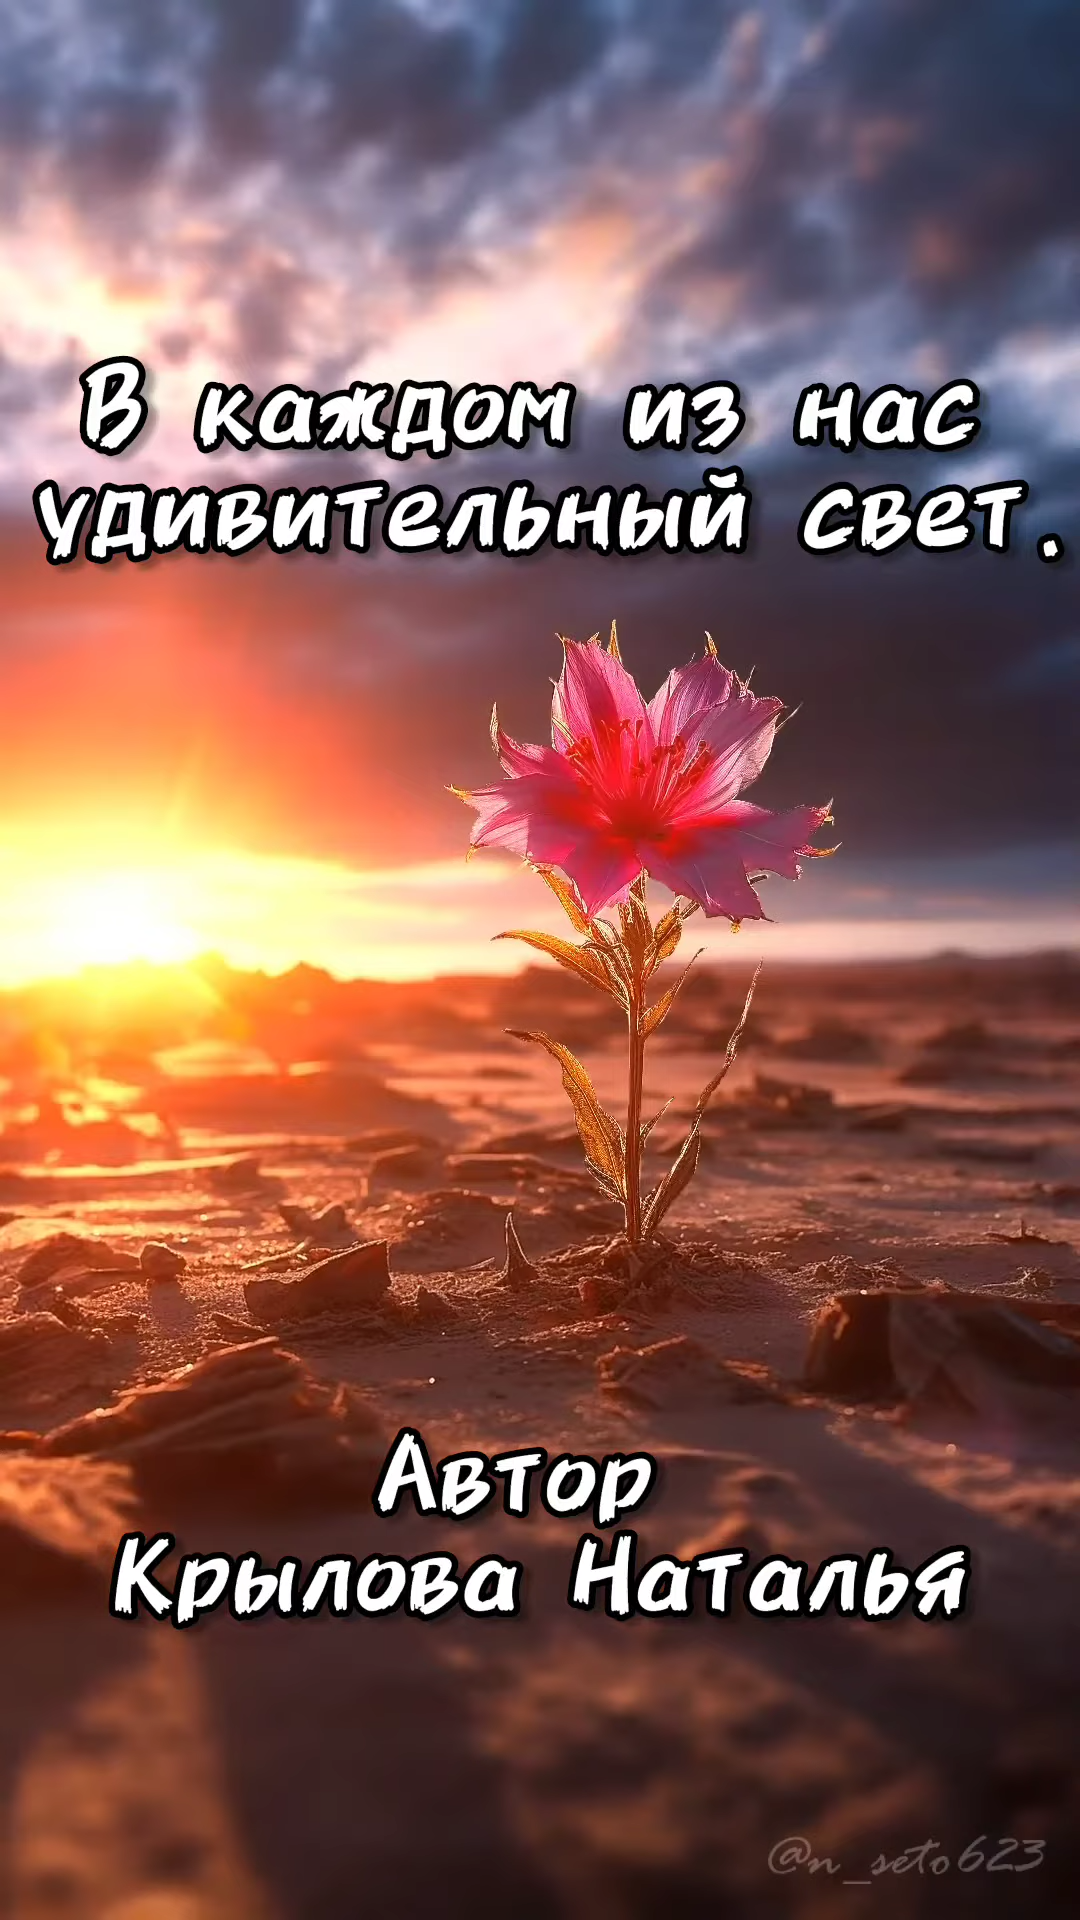 В каждом из нас
удивительный свет.
Автор
Крылова Наталья
@n_seto623